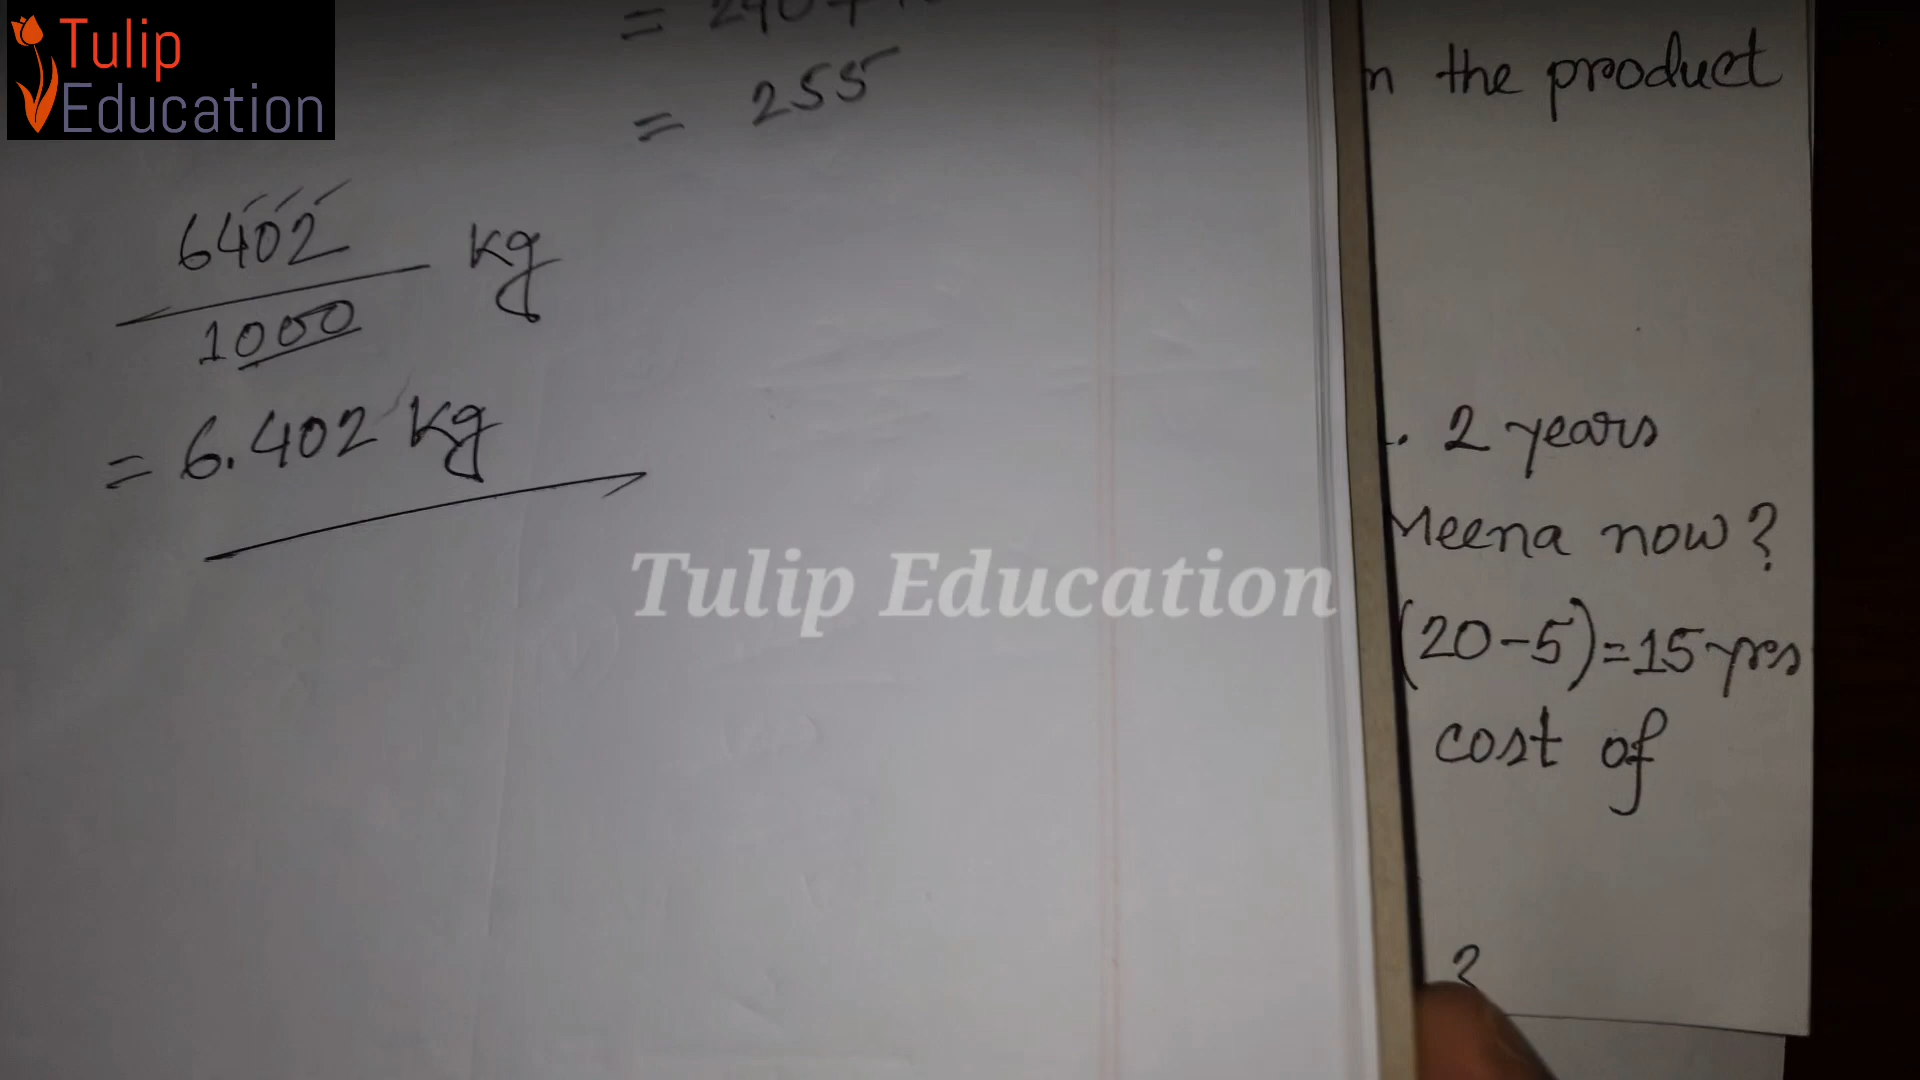 Tulip
Education
= 255
6402
1000
kg
= 6.402 kg
Tulip Education
the product
2 years
Meena now?
(20-5)=15 yrs
cost of
?